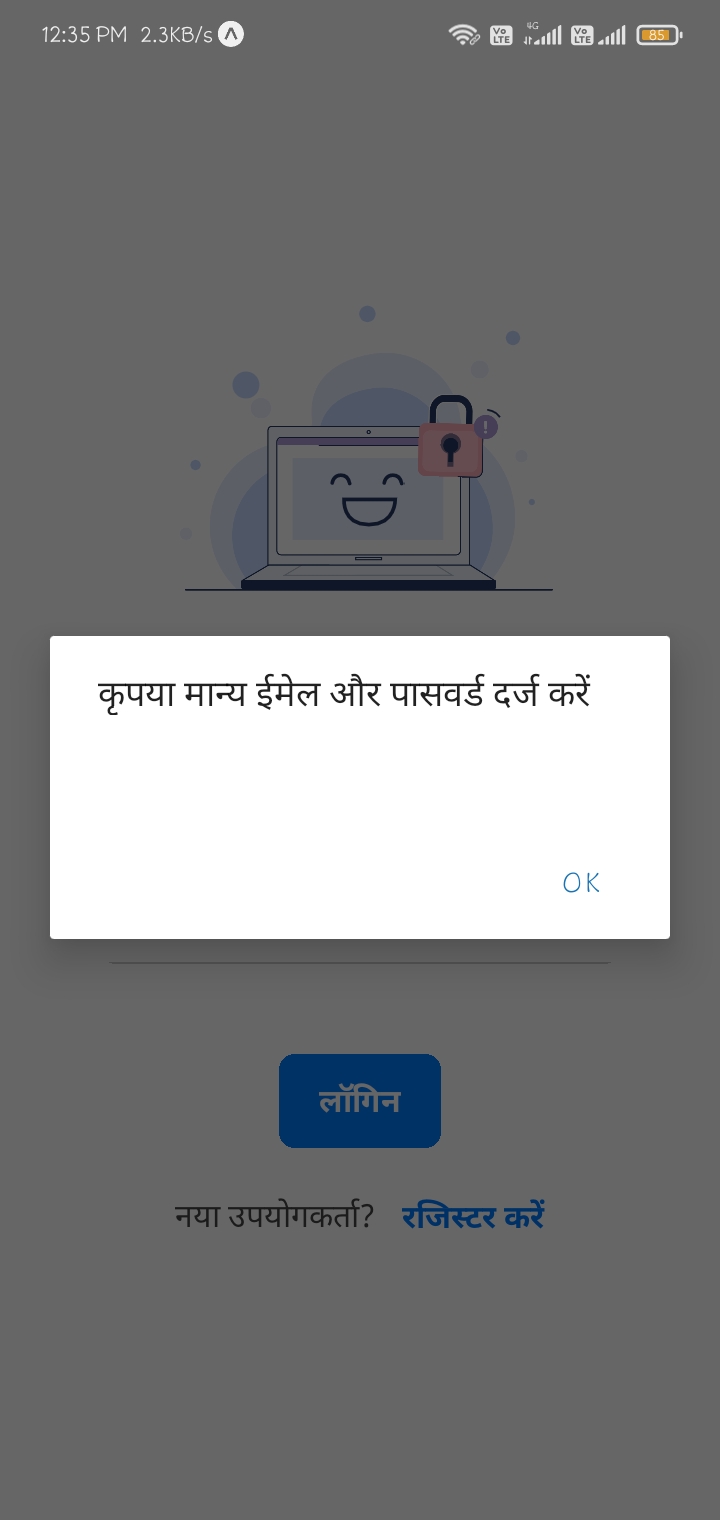 12:35 PM 2.3KB/s
Vo LTE 4G Vo LTE 85
!
कृपया मान्य ईमेल और पासवर्ड दर्ज करें
OK
लॉगिन
नया उपयोगकर्ता? रजिस्टर करें